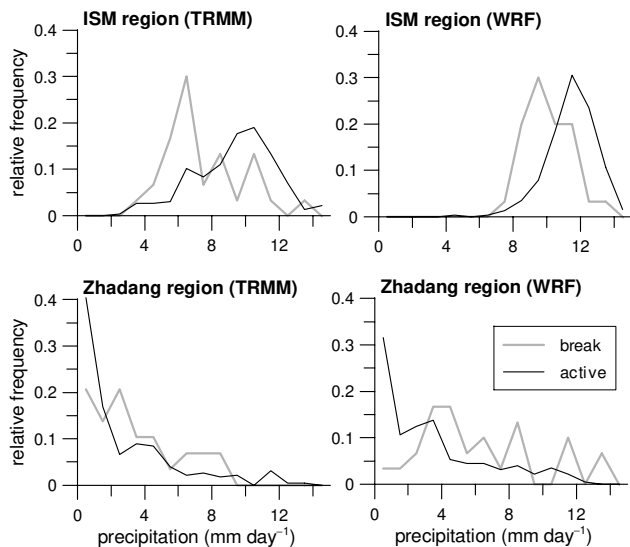 ISM region (TRMM)
ISM region (WRF)
0.4
0.3
0.2
0.1
0
relative frequency
0 4 8 12
0.4
0.3
0.2
0.1
0
0 4 8 12
Zhadang region (TRMM)
Zhadang region (WRF)
0.4
0.3
0.2
0.1
0
relative frequency
0 4 8 12
precipitation (mm day⁻¹)
0.4
0.3
0.2
0.1
0
break
active
0 4 8 12
precipitation (mm day⁻¹)